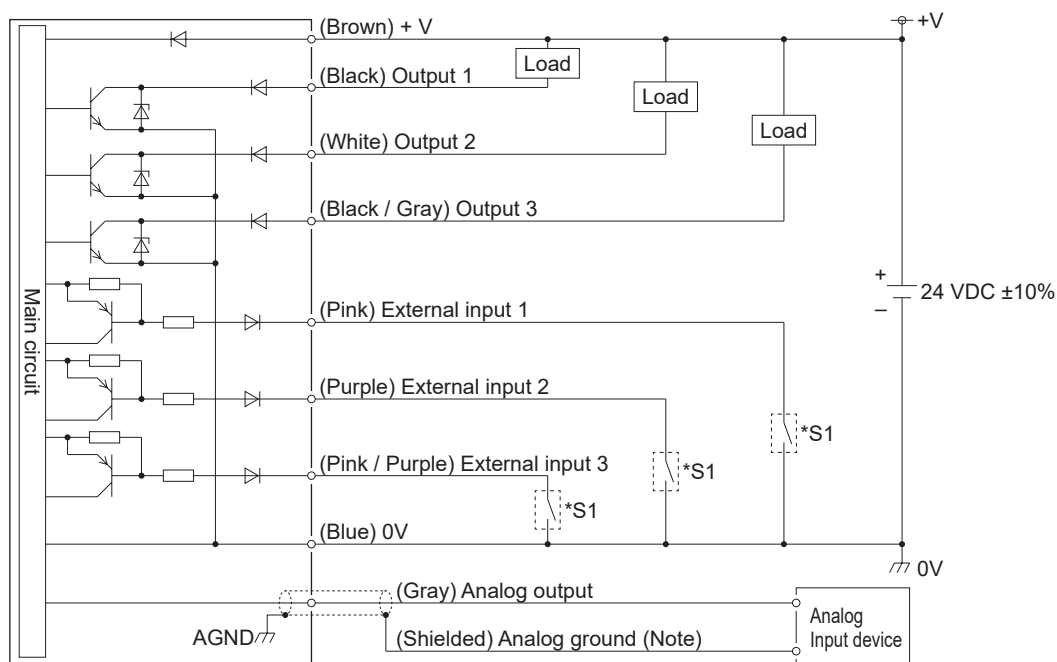 (Brown) + V
+V
Load
(Black) Output 1
Load
Load
(White) Output 2
(Black / Gray) Output 3
Main circuit
+
–
24 VDC ±10%
(Pink) External input 1
(Purple) External input 2
*S1
(Pink / Purple) External input 3
*S1
*S1
(Blue) 0V
0V
(Gray) Analog output
AGND
(Shielded) Analog ground (Note)
Analog
Input device